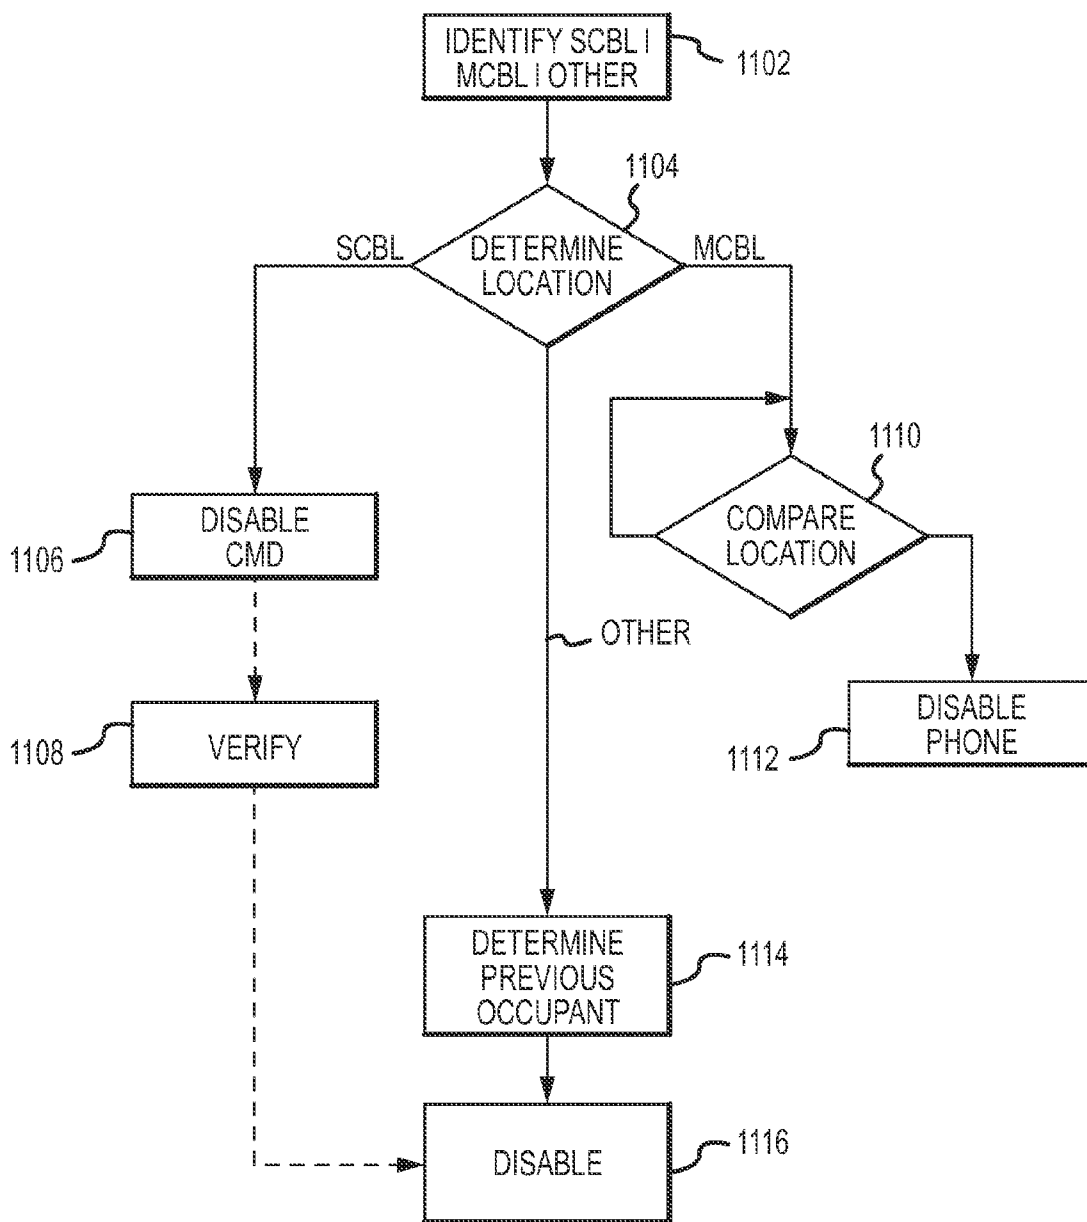 IDENTIFY SCBL |
MCBL | OTHER
1102
1104
DETERMINE
LOCATION
SCBL
MCBL
1110
COMPARE
LOCATION
DISABLE
CMD
1106
OTHER
VERIFY
1108
DISABLE
PHONE
1112
DETERMINE
PREVIOUS
OCCUPANT
1114
DISABLE
1116